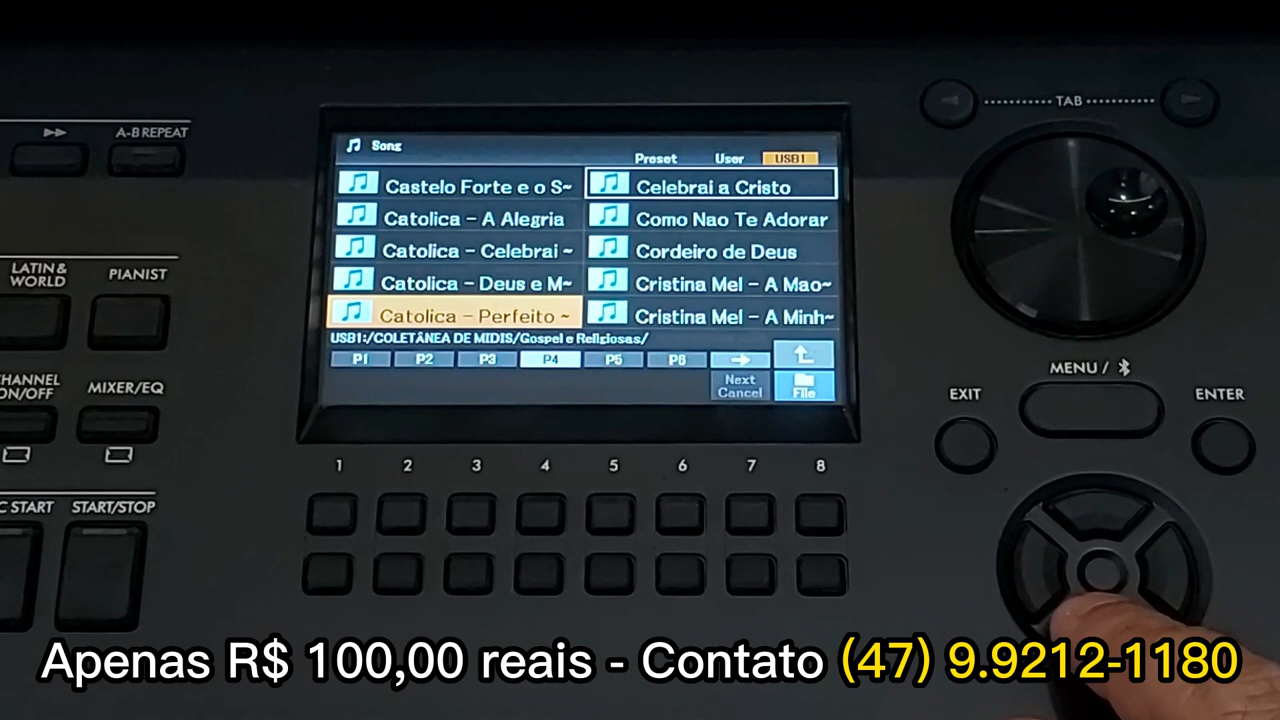 TAB
A-B REPEAT
Song
Preset User USB1
Castelo Forte e o S~
Catolica - A Alegria
Catolica - Celebrai ~
Catolica - Deus e M~
Catolica - Perfeito ~
Celebrai a Cristo
Como Nao Te Adorar
Cordeiro de Deus
Cristina Mel - A Mao~
Cristina Mel - A Minh~
USB1:/COLETÂNEA DE MIDIS/Gospel e Religiosas/
P1 P2 P3 P4 P5 P6
Next
Cancel
File
LATIN &
WORLD
PIANIST
CHANNEL
ON/OFF
MIXER/EQ
C START
START/STOP
MENU /
EXIT
ENTER
1 2 3 4 5 6 7 8
Apenas R$ 100,00 reais - Contato (47) 9.9212-1180